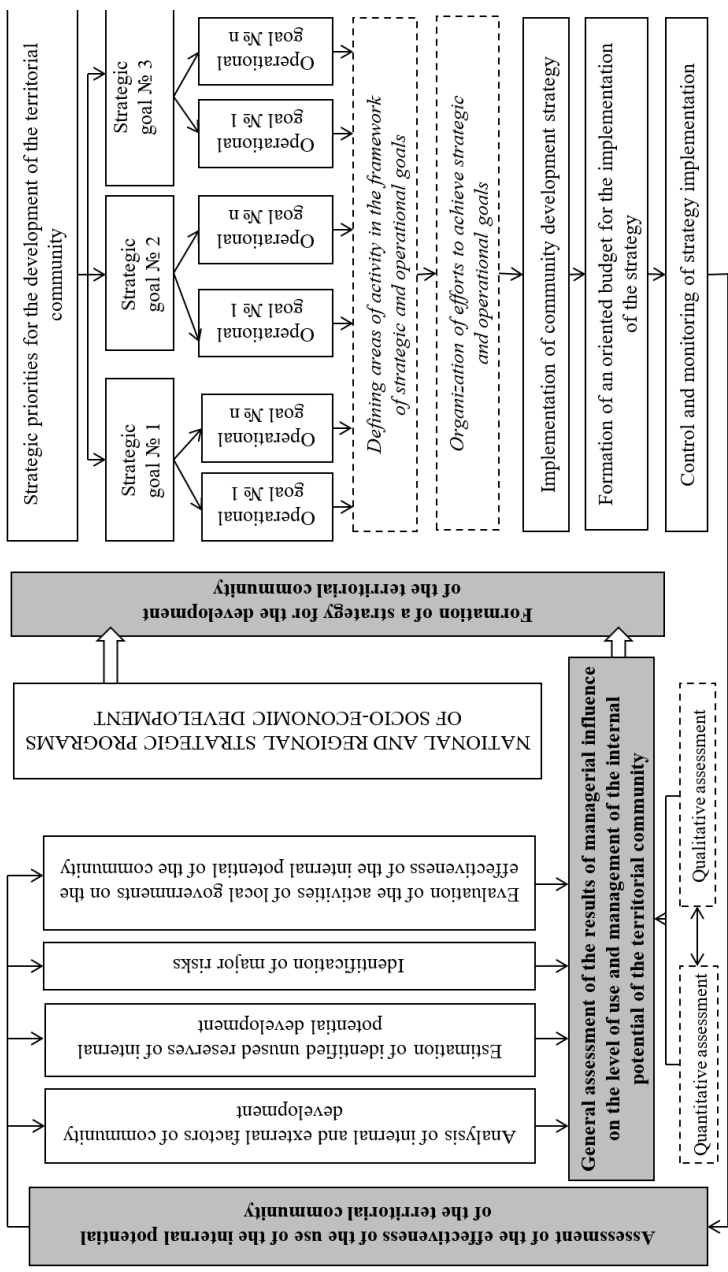 Strategic priorities for the development of the territorial
community
Strategic
goal № 1
Strategic
goal № 2
Strategic
goal № 3
Operational
goal № 1
Operational
goal № n
Operational
goal № 1
Operational
goal № n
Operational
goal № 1
Operational
goal № n
Defining areas of activity in the framework
of strategic and operational goals
Organization of efforts to achieve strategic
and operational goals
Implementation of community development strategy
Formation of an oriented budget for the implementation
of the strategy
Control and monitoring of strategy implementation
Formation of a strategy for the development
of the territorial community
NATIONAL AND REGIONAL STRATEGIC PROGRAMS
OF SOCIO-ECONOMIC DEVELOPMENT
Evaluation of the activities of local governments on the
effectiveness of the internal potential of the community
Identification of major risks
Estimation of identified unused reserves of internal
potential development
Analysis of internal and external factors of community
development
General assessment of the results of managerial influence
on the level of use and management of the internal
potential of the territorial community
Quantitative assessment
Qualitative assessment
Assessment of the effectiveness of the use of the internal potential
of the territorial community